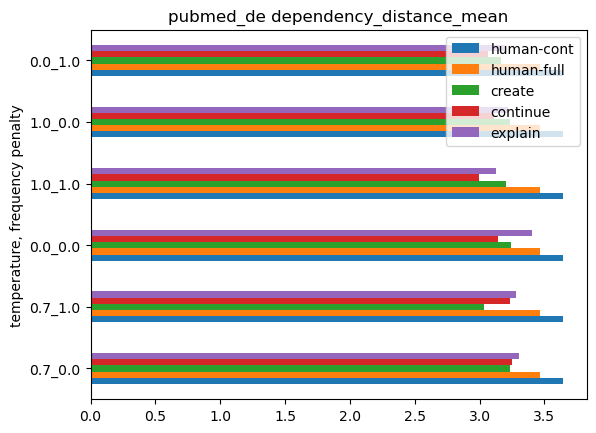 pubmed_de dependency_distance_mean
human-cont
human-full
create
continue
explain
temperature, frequency penalty
0.0_1.0
1.0_0.0
1.0_1.0
0.0_0.0
0.7_1.0
0.7_0.0
0.0 0.5 1.0 1.5 2.0 2.5 3.0 3.5